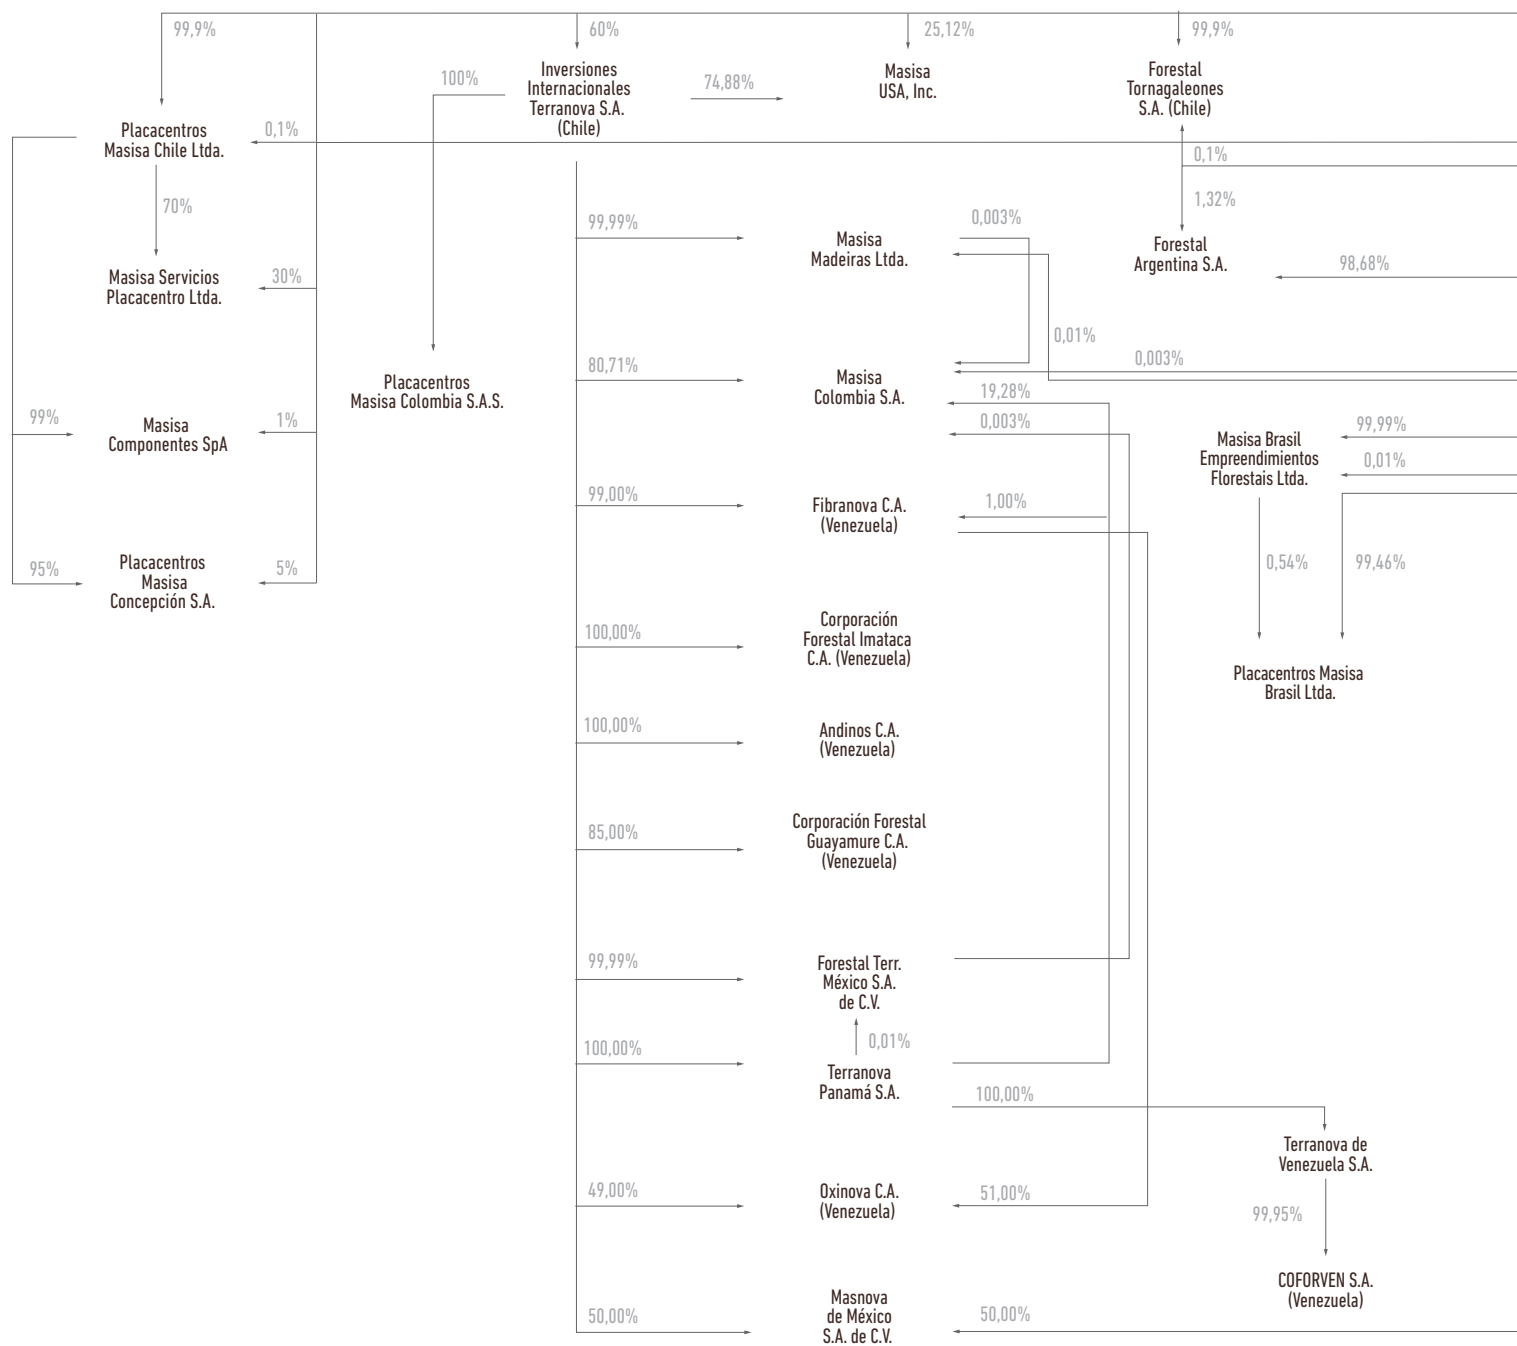 99,9%
60%
25,12%
99,9%
Inversiones
Internacionales
Terranova S.A.
(Chile)
100%
74,88%
Masisa
USA, Inc.
Forestal
Tornagaleones
S.A. (Chile)
Placacentros
Masisa Chile Ltda.
0,1%
0,1%
70%
1,32%
99,99%
Masisa
Madeiras Ltda.
0,003%
Forestal
Argentina S.A.
98,68%
Masisa Servicios
Placacentro Ltda.
30%
0,01%
0,003%
Placacentros
Masisa Colombia S.A.S.
80,71%
Masisa
Colombia S.A.
19,28%
0,003%
99%
Masisa
Componentes SpA
1%
Masisa Brasil
Empreendimientos
Florestais Ltda.
99,99%
0,01%
99,00%
Fibranova C.A.
(Venezuela)
1,00%
0,54%
99,46%
95%
Placacentros
Masisa
Concepción S.A.
5%
100,00%
Corporación
Forestal Imataca
C.A. (Venezuela)
Placacentros Masisa
Brasil Ltda.
100,00%
Andinos C.A.
(Venezuela)
85,00%
Corporación Forestal
Guayamure C.A.
(Venezuela)
99,99%
Forestal Terr.
México S.A.
de C.V.
0,01%
100,00%
Terranova
Panamá S.A.
100,00%
Terranova de
Venezuela S.A.
49,00%
Oxinova C.A.
(Venezuela)
51,00%
99,95%
COFORVEN S.A.
(Venezuela)
50,00%
Masnova
de México
S.A. de C.V.
50,00%